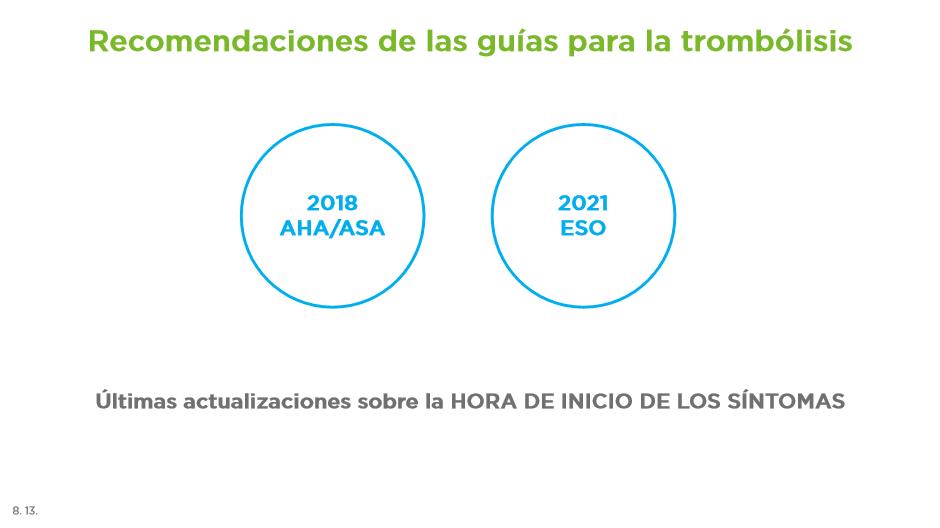 Recomendaciones de las guías para la trombólisis
2018
AHA/ASA
2021
ESO
Últimas actualizaciones sobre la HORA DE INICIO DE LOS SÍNTOMAS
8. 13.